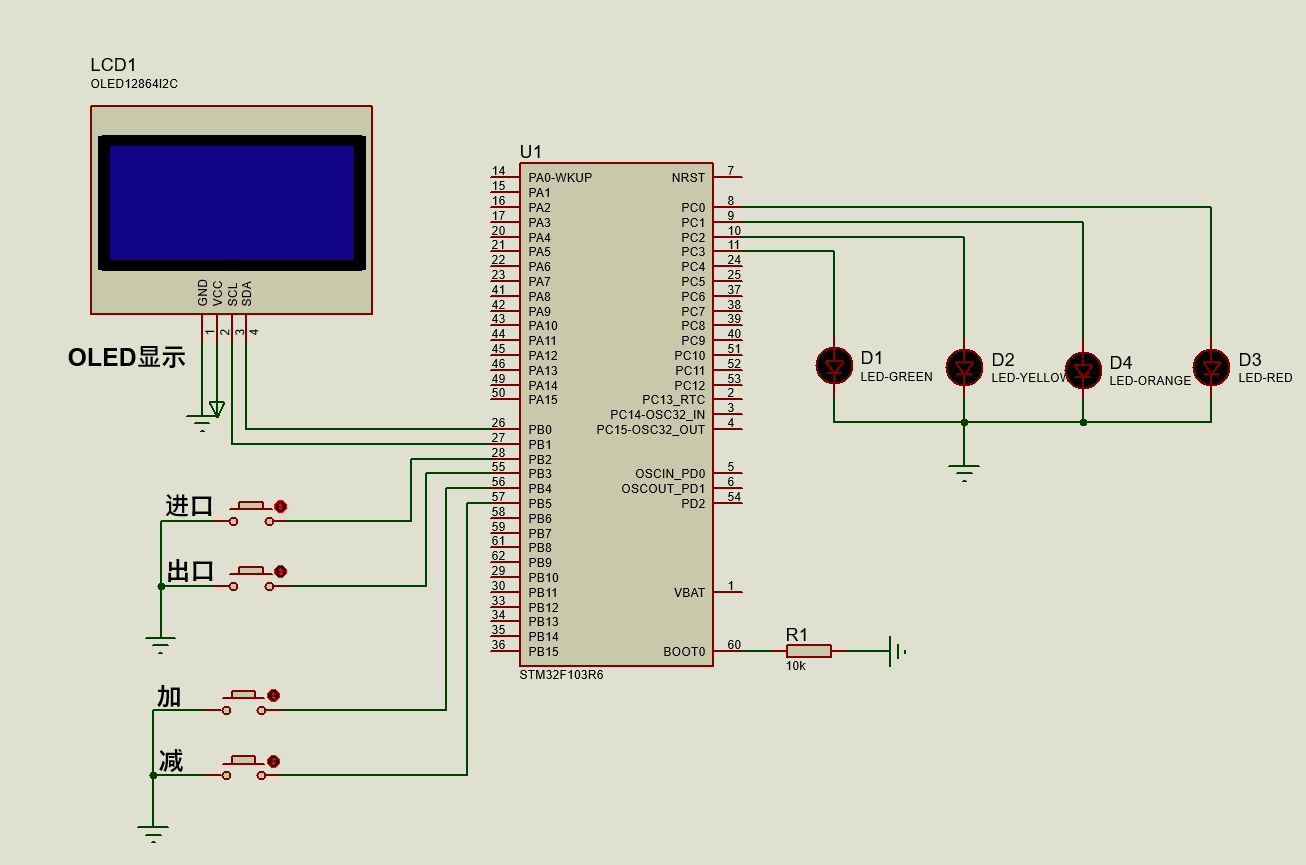 LCD1
OLED12864I2C
GND
VCC
SCL
SDA
1
2
3
4
OLED显示
U1
14 PA0-WKUP
15 PA1
16 PA2
17 PA3
20 PA4
21 PA5
22 PA6
23 PA7
41 PA8
42 PA9
43 PA10
44 PA11
45 PA12
46 PA13
49 PA14
50 PA15
26 PB0
27 PB1
28 PB2
55 PB3
56 PB4
57 PB5
58 PB6
59 PB7
61 PB8
62 PB9
29 PB10
30 PB11
33 PB12
34 PB13
35 PB14
36 PB15
NRST 7
PC0 8
PC1 9
PC2 10
PC3 11
PC4 24
PC5 25
PC6 37
PC7 38
PC8 39
PC9 40
PC10 51
PC11 52
PC12 53
PC13_RTC 2
PC14-OSC32_IN 3
PC15-OSC32_OUT 4
OSCIN_PD0 5
OSCOUT_PD1 6
PD2 54
VBAT 1
BOOT0 60
STM32F103R6
D1
LED-GREEN
D2
LED-YELLOW
D4
LED-ORANGE
D3
LED-RED
R1
10k
进口
出口
加
减